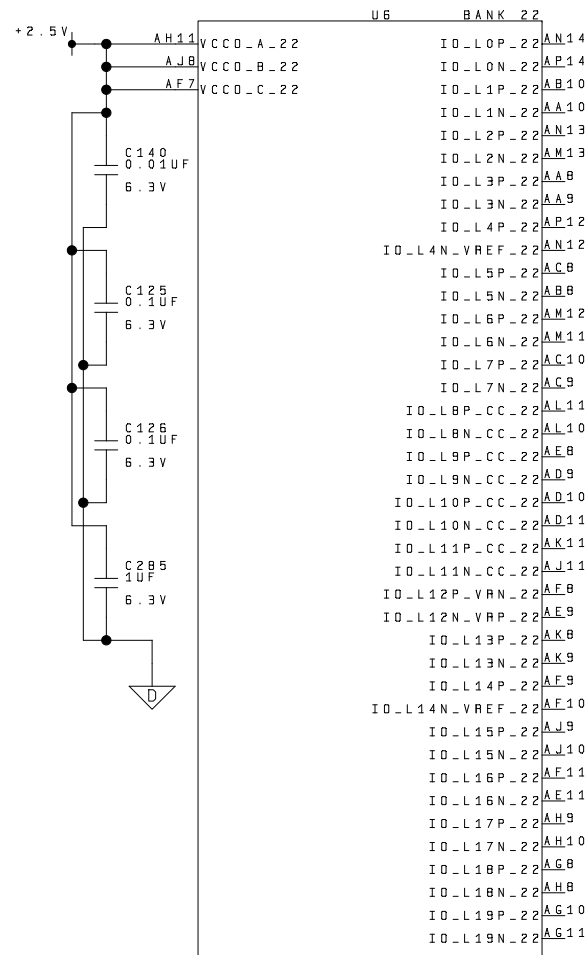 U6 BANK 22
+2.5V
AH11 VCCO_A_22
AJ8 VCCO_B_22
AF7 VCCO_C_22
C140
0.01UF
6.3V
C125
0.1UF
6.3V
C126
0.1UF
6.3V
C285
1UF
6.3V
D
IO_L0P_22 AN14
IO_L0N_22 AP14
IO_L1P_22 AB10
IO_L1N_22 AA10
IO_L2P_22 AN13
IO_L2N_22 AM13
IO_L3P_22 AA8
IO_L3N_22 AA9
IO_L4P_22 AP12
IO_L4N_VREF_22 AN12
IO_L5P_22 AC8
IO_L5N_22 AB8
IO_L6P_22 AM12
IO_L6N_22 AM11
IO_L7P_22 AC10
IO_L7N_22 AC9
IO_L8P_CC_22 AL11
IO_L8N_CC_22 AL10
IO_L9P_CC_22 AE8
IO_L9N_CC_22 AD9
IO_L10P_CC_22 AD10
IO_L10N_CC_22 AD11
IO_L11P_CC_22 AK11
IO_L11N_CC_22 AJ11
IO_L12P_VRN_22 AF8
IO_L12N_VRP_22 AE9
IO_L13P_22 AK8
IO_L13N_22 AK9
IO_L14P_22 AF9
IO_L14N_VREF_22 AF10
IO_L15P_22 AJ9
IO_L15N_22 AJ10
IO_L16P_22 AF11
IO_L16N_22 AE11
IO_L17P_22 AH9
IO_L17N_22 AH10
IO_L18P_22 AG8
IO_L18N_22 AH8
IO_L19P_22 AG10
IO_L19N_22 AG11